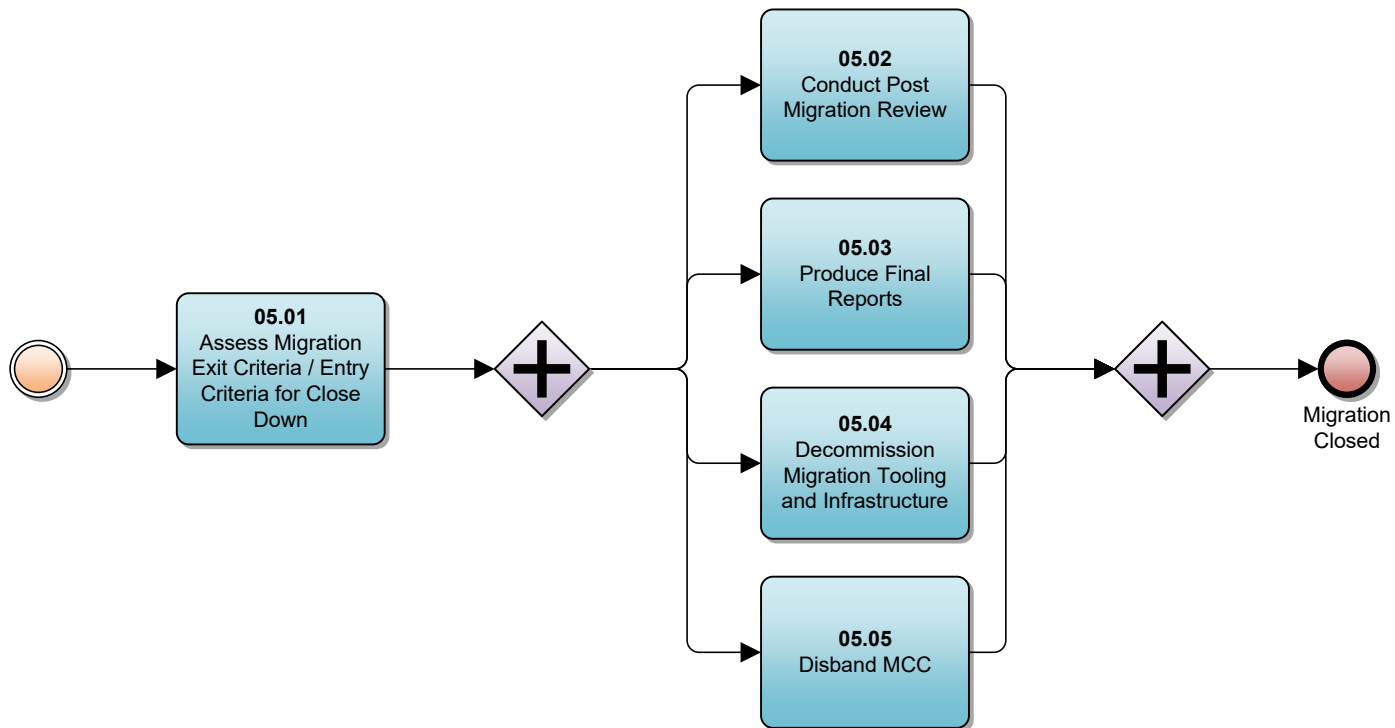 05.01
Assess Migration
Exit Criteria / Entry
Criteria for Close
Down
05.02
Conduct Post
Migration Review
05.03
Produce Final
Reports
05.04
Decommission
Migration Tooling
and Infrastructure
05.05
Disband MCC
Migration
Closed